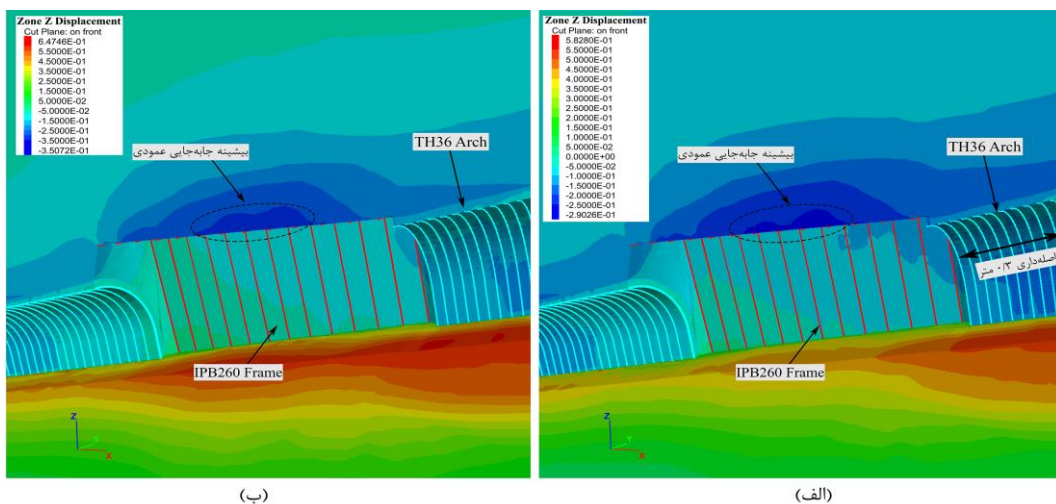 Zone Z Displacement
Cut Plane: on front
6.4746E-01
5.5000E-01
4.5000E-01
3.5000E-01
2.5000E-01
1.5000E-01
5.0000E-02
-5.0000E-02
-1.5000E-01
-2.5000E-01
-3.5000E-01
-3.5072E-01
بیشینه جابه‌جایی عمودی
TH36 Arch
IPB260 Frame
Z
Y
X
(ب)
Zone Z Displacement
Cut Plane: on front
5.8280E-01
5.5000E-01
5.0000E-01
4.5000E-01
4.0000E-01
3.5000E-01
3.0000E-01
2.5000E-01
2.0000E-01
1.5000E-01
1.0000E-01
5.0000E-02
0.0000E+00
-5.0000E-02
-1.0000E-01
-1.5000E-01
-2.0000E-01
-2.5000E-01
-2.9026E-01
بیشینه جابه‌جایی عمودی
TH36 Arch
اصله‌داری ۰/۳ متر
IPB260 Frame
Z
Y
X
(الف)